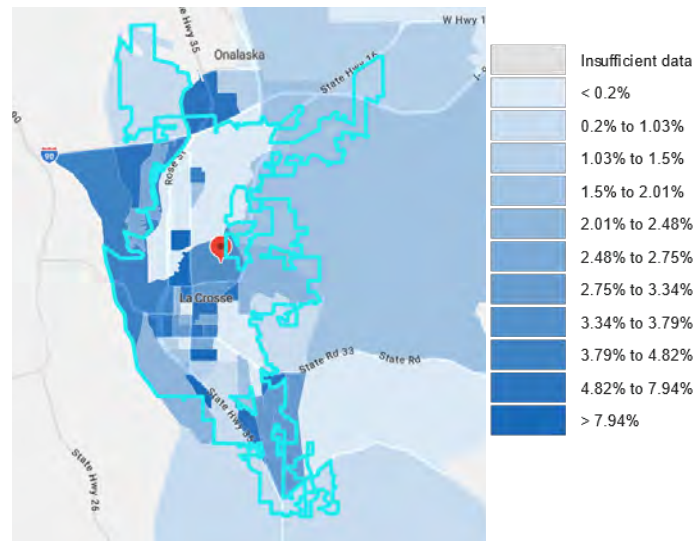 W Hwy 1
State Hwy 35
Onalaska
State Hwy 16
I-9
90
90
Rose St
La Crosse
State Rd 33
State Rd
State Hwy 35
State Hwy 26
Insufficient data
< 0.2%
0.2% to 1.03%
1.03% to 1.5%
1.5% to 2.01%
2.01% to 2.48%
2.48% to 2.75%
2.75% to 3.34%
3.34% to 3.79%
3.79% to 4.82%
4.82% to 7.94%
> 7.94%